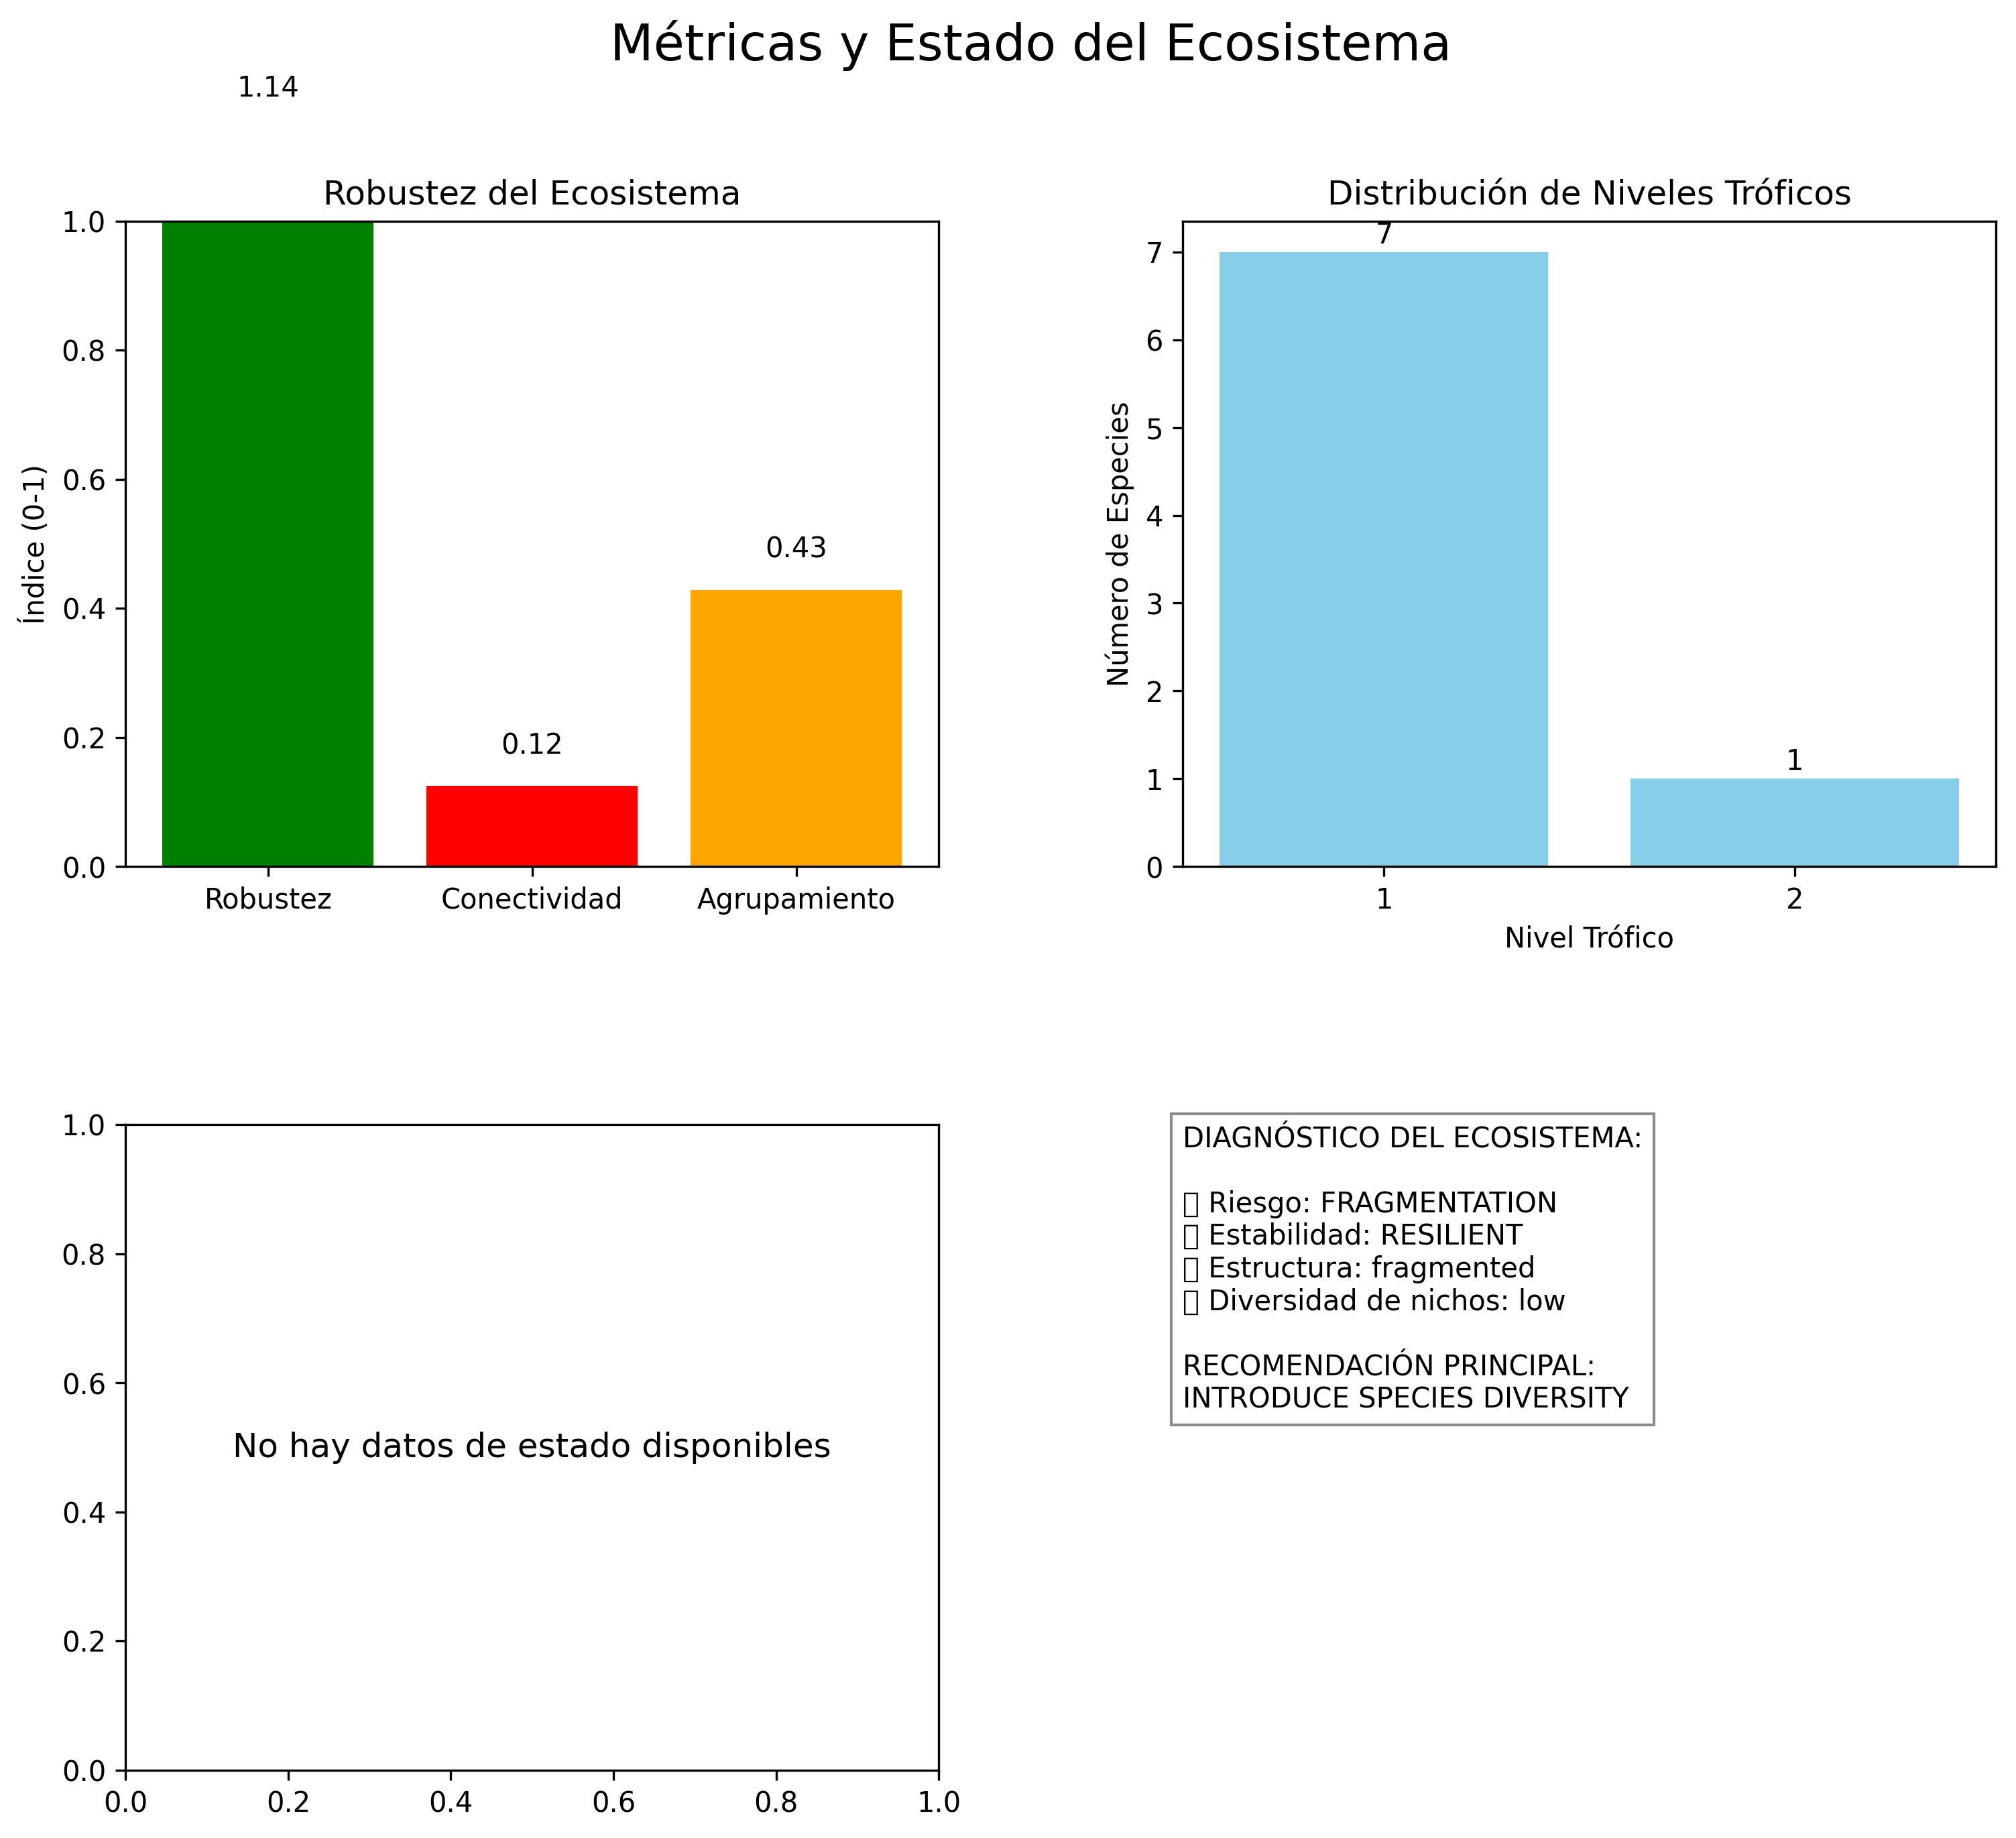 Métricas y Estado del Ecosistema
1.14
Robustez del Ecosistema
Índice (0-1)
1.0
0.8
0.6
0.4
0.2
0.0
0.12
0.43
Robustez Conectividad Agrupamiento
Distribución de Niveles Tróficos
Número de Especies
7
6
5
4
3
2
1
0
7
1
1 2
Nivel Trófico
1.0
0.8
0.6
0.4
0.2
0.0
No hay datos de estado disponibles
0.0 0.2 0.4 0.6 0.8 1.0
DIAGNÓSTICO DEL ECOSISTEMA:
Riesgo: FRAGMENTATION
Estabilidad: RESILIENT
Estructura: fragmented
Diversidad de nichos: low
RECOMENDACIÓN PRINCIPAL:
INTRODUCE SPECIES DIVERSITY